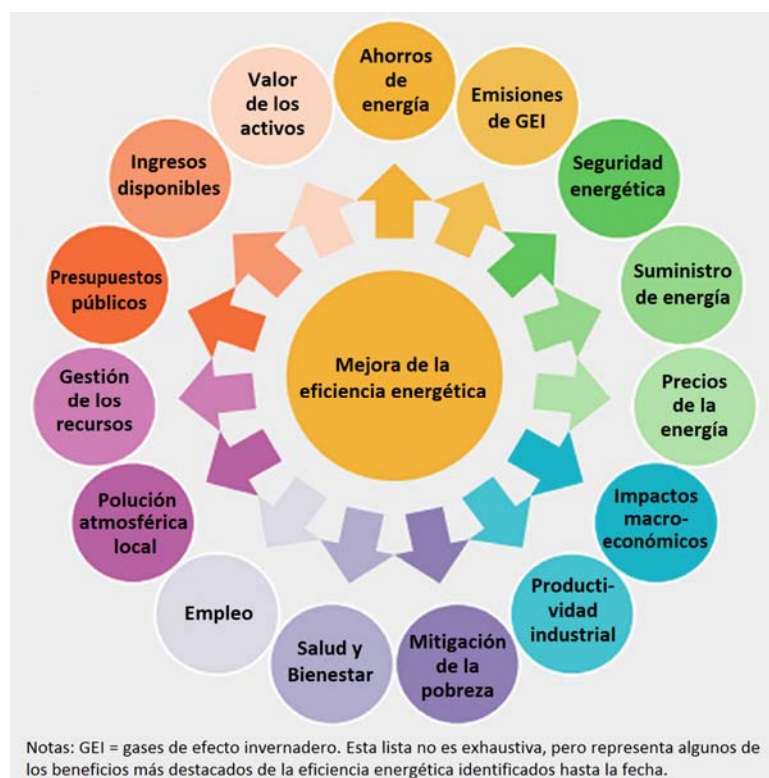 Ahorros
de
energía
Emisiones
de GEI
Seguridad
energética
Suministro
de energía
Precios
de la
energía
Impactos
macro-
económicos
Producti-
vidad
industrial
Mitigación
de la
pobreza
Salud y
Bienestar
Empleo
Polución
atmosférica
local
Gestión
de los
recursos
Presupuestos
públicos
Ingresos
disponibles
Valor
de los
activos
Mejora de la
eficiencia energética
Notas: GEI = gases de efecto invernadero. Esta lista no es exhaustiva, pero representa algunos de
los beneficios más destacados de la eficiencia energética identificados hasta la fecha.